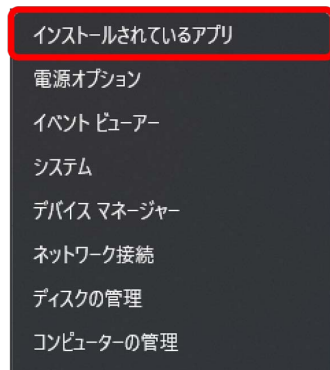 インストールされているアプリ
電源オプション
イベント ビューアー
システム
デバイス マネージャー
ネットワーク接続
ディスクの管理
コンピューターの管理